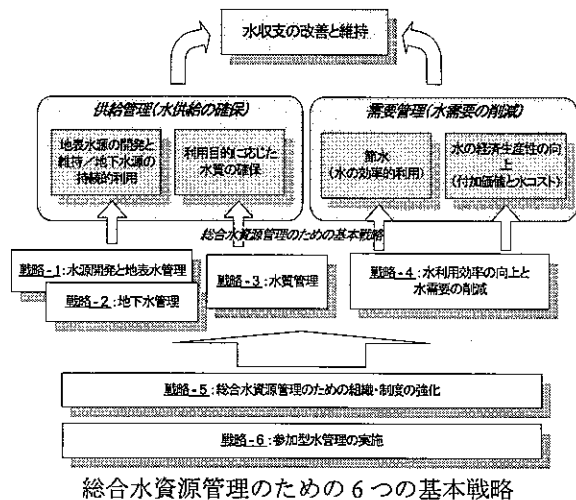 水収支の改善と維持
供給管理(水供給の確保)
需要管理(水需要の削減)
地表水源の開発と
維持/地下水源の
持続的利用
利用目的に応じた
水質の確保
節水
(水の効率的利用)
水の経済生産性の向
上
(付加価値と水コスト)
総合水資源管理のための基本戦略
戦略-1:水源開発と地表水管理
戦略-2:地下水管理
戦略-3:水質管理
戦略-4:水利用効率の向上と
水需要の削減
戦略-5:総合水資源管理のための組織・制度の強化
戦略-6:参加型水管理の実施
総合水資源管理のための6つの基本戦略